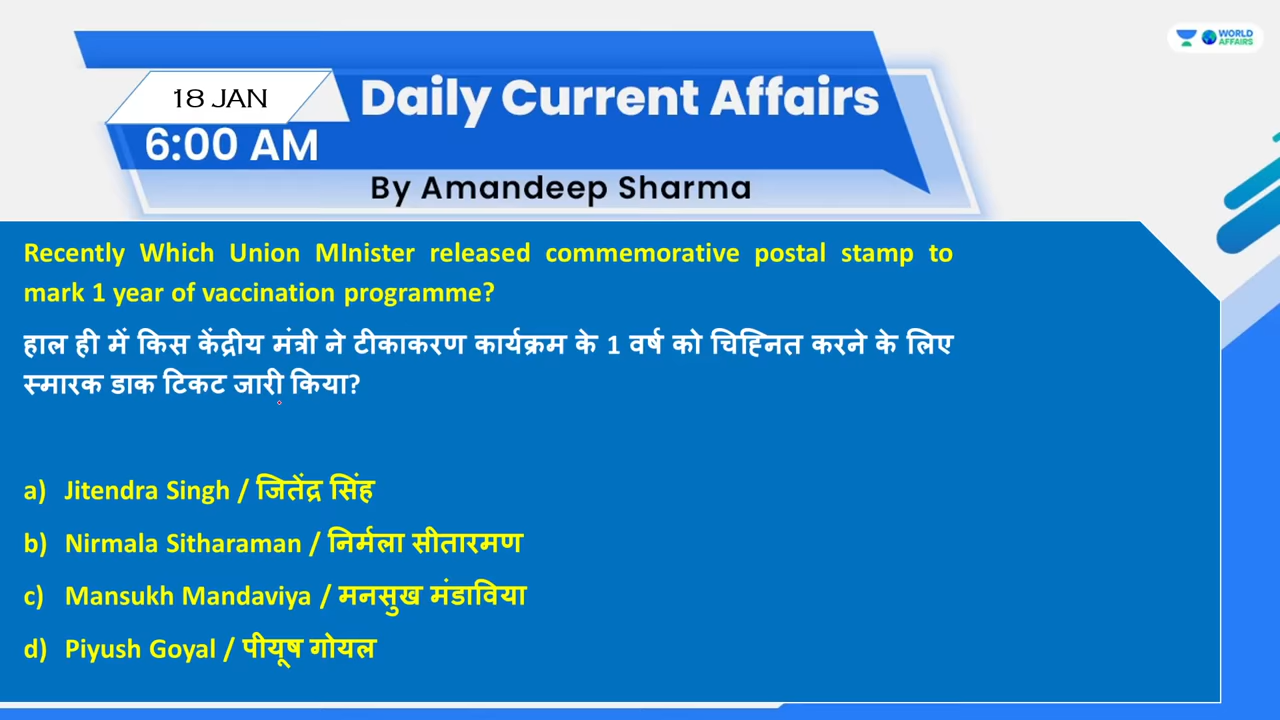 WORLD
AFFAIRS
18 JAN
Daily Current Affairs
6:00 AM
By Amandeep Sharma
Recently Which Union MInister released commemorative postal stamp to
mark 1 year of vaccination programme?
हाल ही में किस केंद्रीय मंत्री ने टीकाकरण कार्यक्रम के 1 वर्ष को चिह्नित करने के लिए
स्मारक डाक टिकट जारी किया?
a) Jitendra Singh / जितेंद्र सिंह
b) Nirmala Sitharaman / निर्मला सीतारमण
c) Mansukh Mandaviya / मनसुख मंडाविया
d) Piyush Goyal / पीयूष गोयल